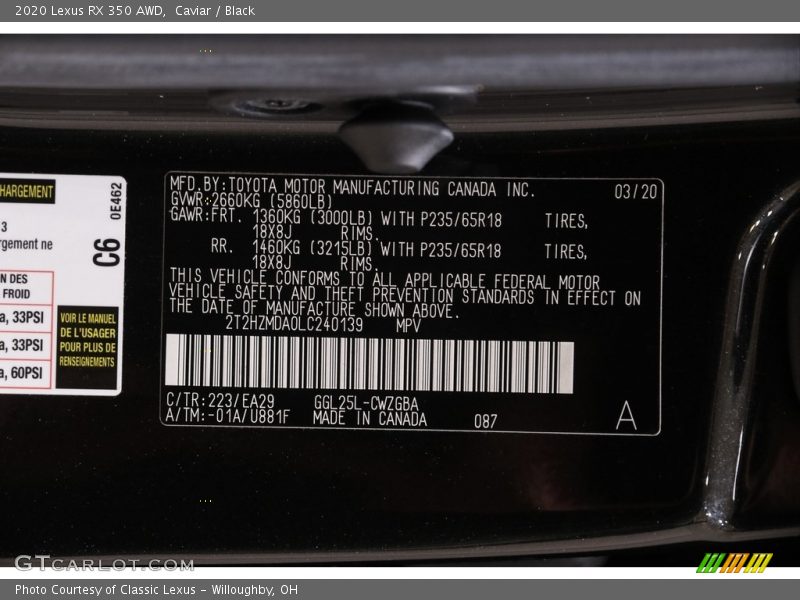 2020 Lexus RX 350 AWD, Caviar / Black
HARGEMENT
3
rgement ne
C6
0E462
N DES
FROID
a, 33PSI
a, 33PSI
a, 60PSI
VOIR LE MANUEL
DE L'USAGER
POUR PLUS DE
RENSEIGNEMENTS
MFD.BY:TOYOTA MOTOR MANUFACTURING CANADA INC. 03/20
GVWR:2660KG (5860LB)
GAWR:FRT. 1360KG (3000LB) WITH P235/65R18 TIRES,
18X8J RIMS.
RR. 1460KG (3215LB) WITH P235/65R18 TIRES,
18X8J RIMS.
THIS VEHICLE CONFORMS TO ALL APPLICABLE FEDERAL MOTOR
VEHICLE SAFETY AND THEFT PREVENTION STANDARDS IN EFFECT ON
THE DATE OF MANUFACTURE SHOWN ABOVE.
2T2HZMDA0LC240139 MPV
C/TR:223/EA29 GGL25L-CWZGBA
A/TM:-01A/U881F MADE IN CANADA 087
A
GTCARLOT.COM
Photo Courtesy of Classic Lexus - Willoughby, OH